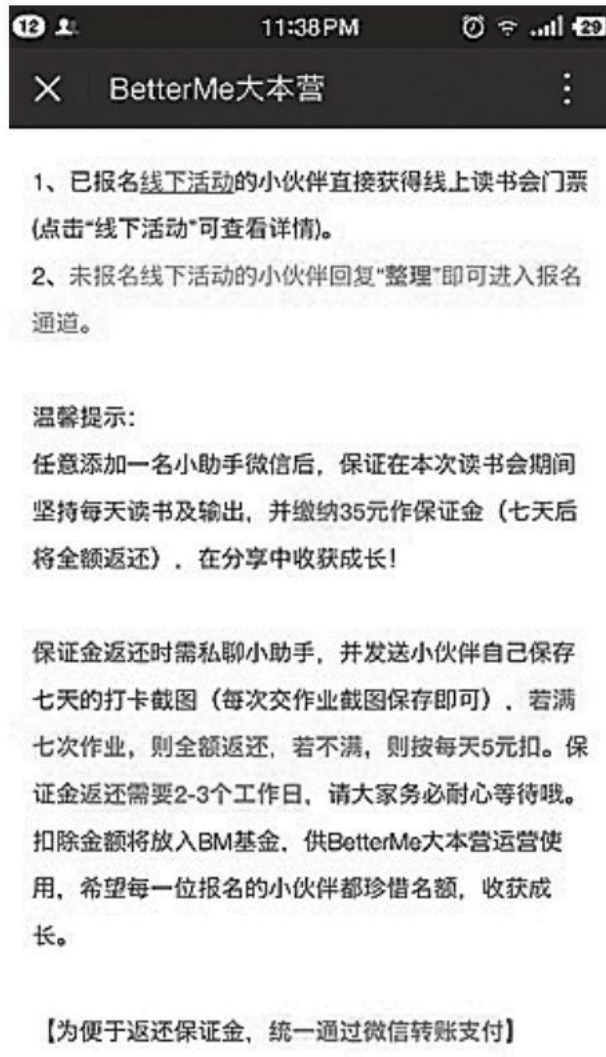 12 11:38PM 29
BetterMe大本营
1、已报名线下活动的小伙伴直接获得线上读书会门票
(点击“线下活动”可查看详情)。
2、未报名线下活动的小伙伴回复“整理”即可进入报名
通道。
温馨提示:
任意添加一名小助手微信后，保证在本次读书会期间
坚持每天读书及输出，并缴纳35元作保证金（七天后
将全额返还），在分享中收获成长！
保证金返还时需私聊小助手，并发送小伙伴自己保存
七天的打卡截图（每次交作业截图保存即可），若满
七次作业，则全额返还，若不满，则按每天5元扣。保
证金返还需要2-3个工作日，请大家务必耐心等待哦。
扣除金额将放入BM基金，供BetterMe大本营运营使
用，希望每一位报名的小伙伴都珍惜名额，收获成
长。
【为便于返还保证金，统一通过微信转账支付】